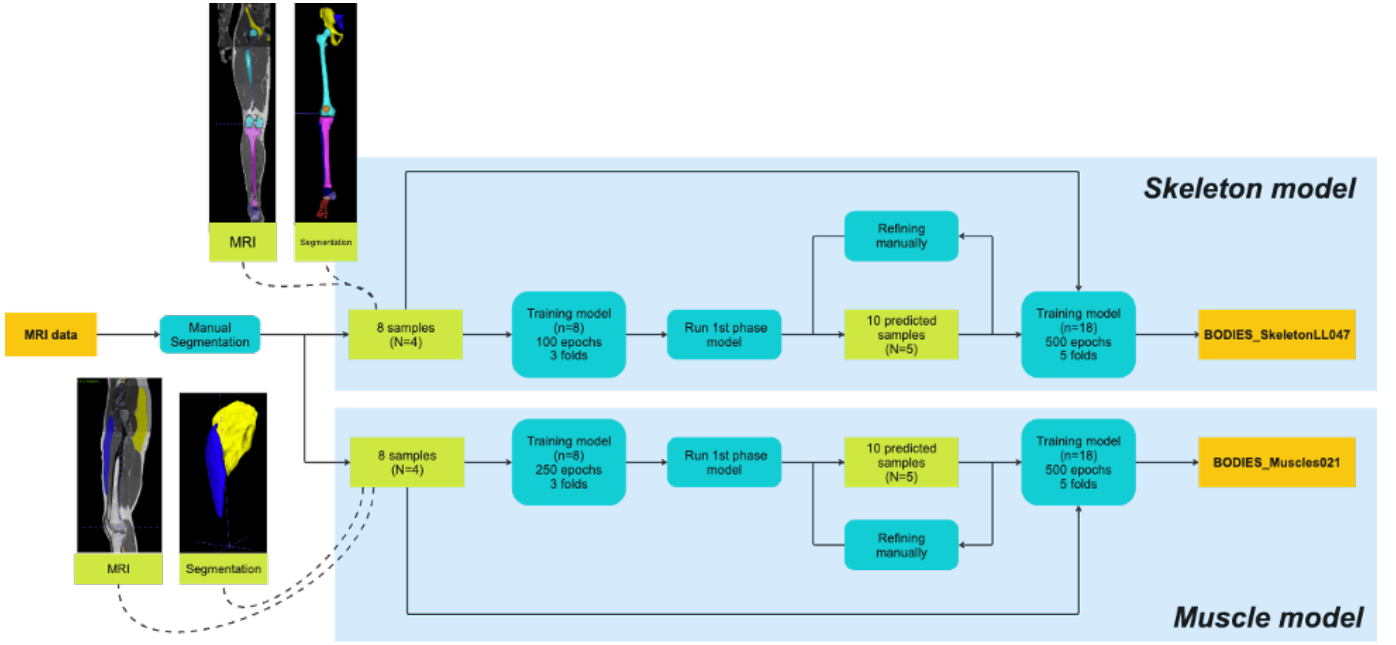 MRI
Segmentation
Skeleton model
Refining
manually
MRI data
Manual
Segmentation
8 samples
(N=4)
Training model
(n=8)
100 epochs
3 folds
Run 1st phase
model
10 predicted
samples
(N=5)
Training model
(n=18)
500 epochs
5 folds
BODIES_SkeletonLL047
8 samples
(N=4)
Training model
(n=8)
250 epochs
3 folds
Run 1st phase
model
10 predicted
samples
(N=5)
Training model
(n=18)
500 epochs
5 folds
BODIES_Muscles021
Refining
manually
MRI
Segmentation
Muscle model